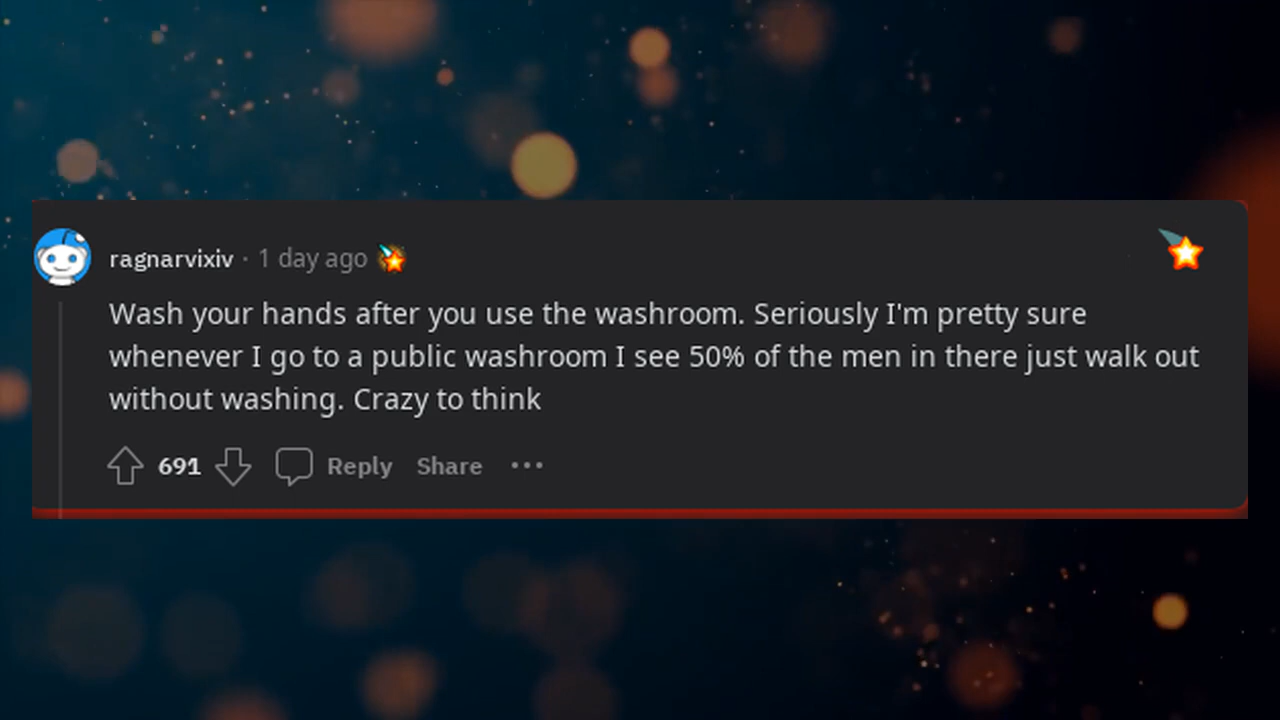 ragnarvixiv · 1 day ago
Wash your hands after you use the washroom. Seriously I'm pretty sure
whenever I go to a public washroom I see 50% of the men in there just walk out
without washing. Crazy to think
691 Reply Share ···